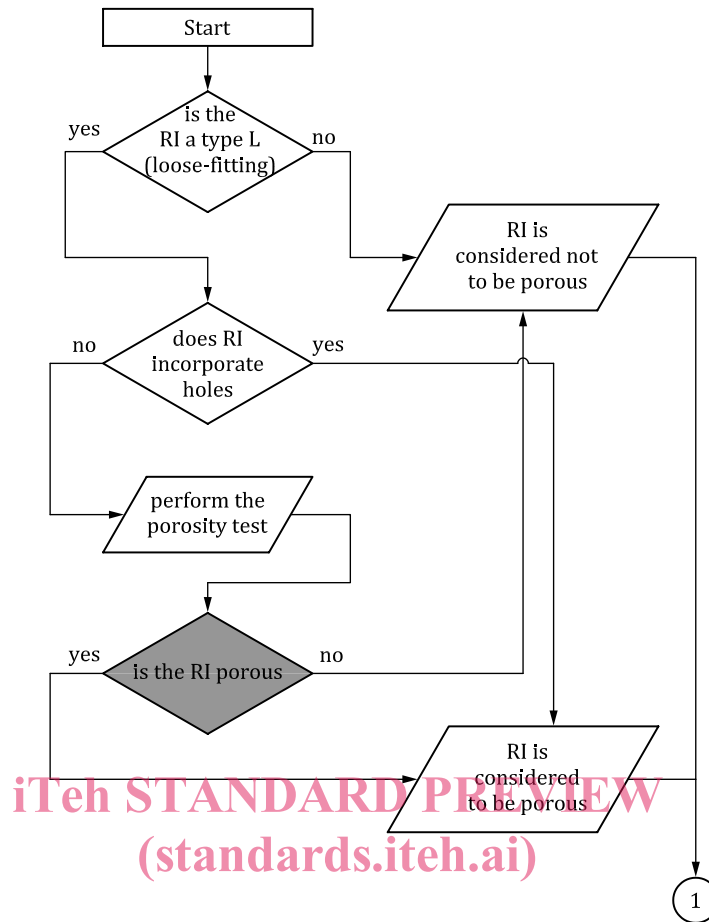 Start
is the
RI a type L
(loose-fitting)
yes
no
RI is
considered not
to be porous
does RI
incorporate
holes
no
yes
perform the
porosity test
is the RI porous
yes
no
RI is
considered
to be porous
iTeh STANDARD PREVIEW
(standards.iteh.ai)
1